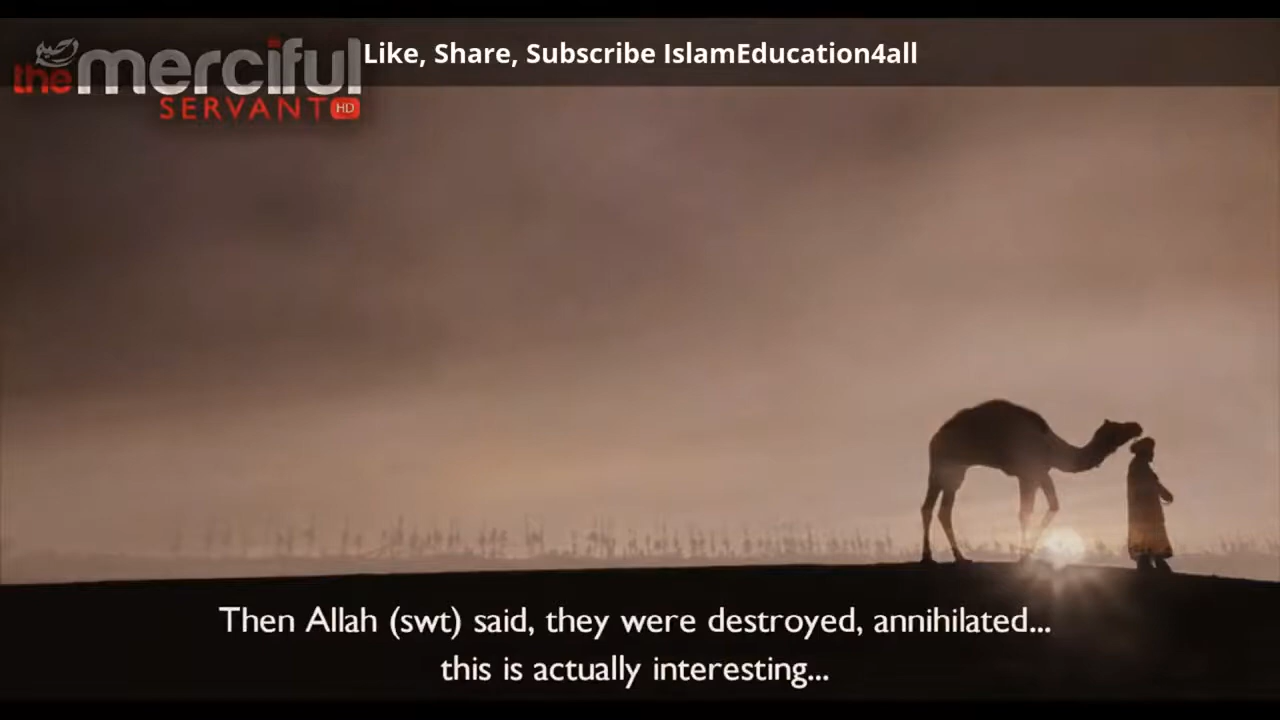 the merciful
SERVANT HD
Like, Share, Subscribe IslamEducation4all
Then Allah (swt) said, they were destroyed, annihilated...
this is actually interesting...